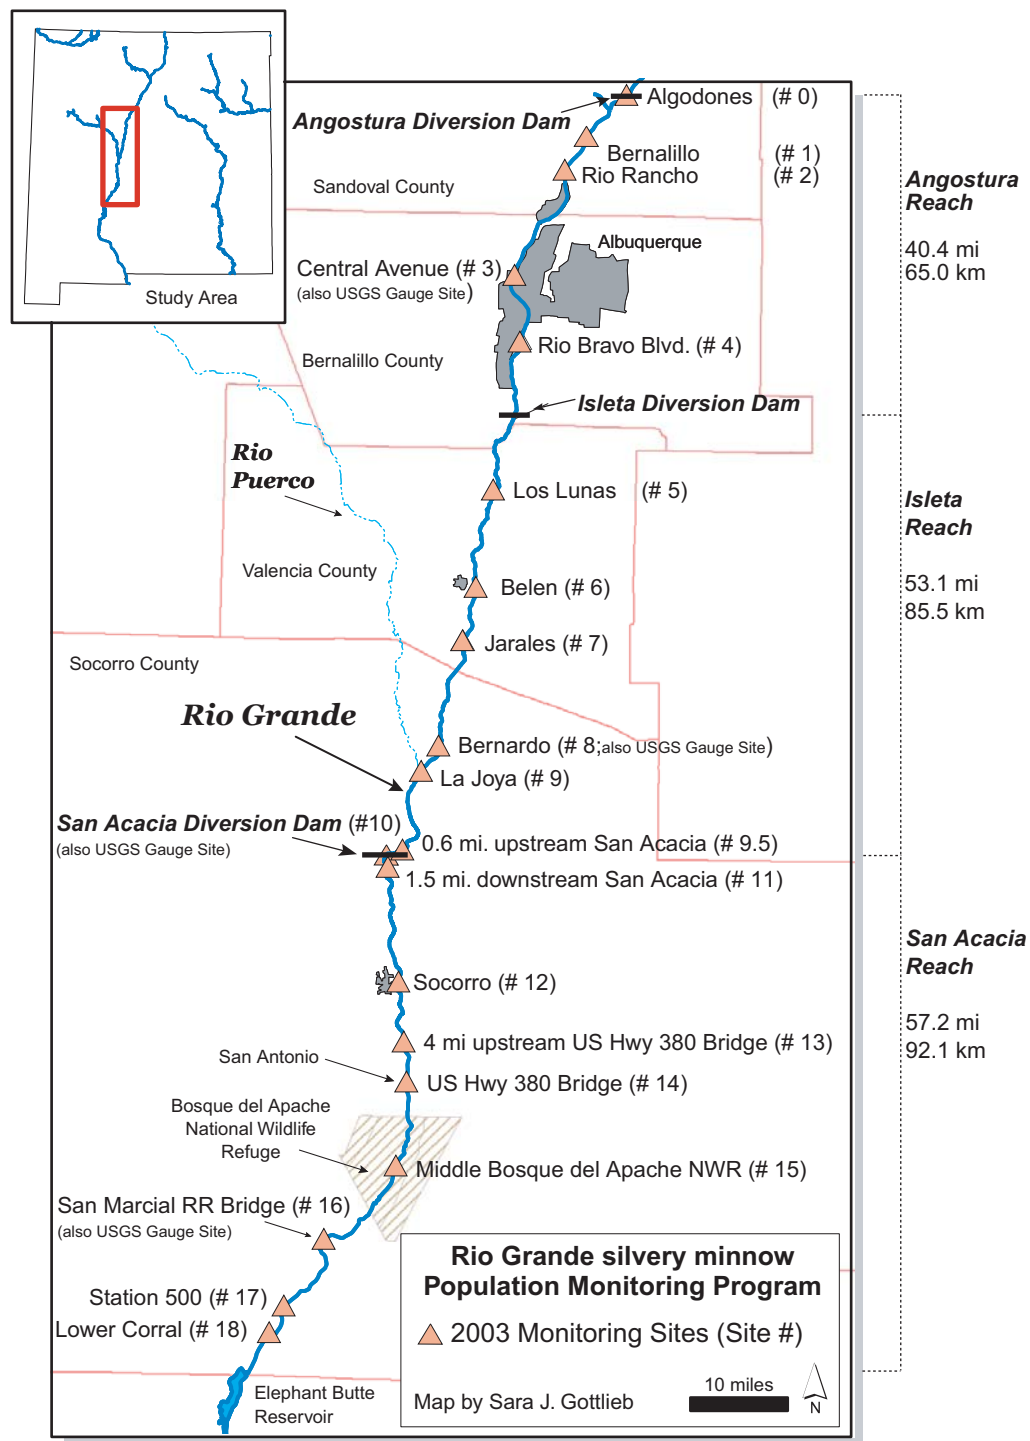 Study Area
Algodones (# 0)
Angostura Diversion Dam
Bernalillo (# 1)
Rio Rancho (# 2)
Sandoval County
Angostura
Reach
40.4 mi
65.0 km
Albuquerque
Central Avenue (# 3)
(also USGS Gauge Site)
Rio Bravo Blvd. (# 4)
Bernalillo County
Isleta Diversion Dam
Rio
Puerco
Los Lunas (# 5)
Isleta
Reach
53.1 mi
85.5 km
Valencia County
Belen (# 6)
Jarales (# 7)
Socorro County
Rio Grande
Bernardo (# 8;also USGS Gauge Site)
La Joya (# 9)
San Acacia Diversion Dam (#10)
(also USGS Gauge Site)
0.6 mi. upstream San Acacia (# 9.5)
1.5 mi. downstream San Acacia (# 11)
San Acacia
Reach
57.2 mi
92.1 km
Socorro (# 12)
4 mi upstream US Hwy 380 Bridge (# 13)
San Antonio
US Hwy 380 Bridge (# 14)
Bosque del Apache
National Wildlife
Refuge
Middle Bosque del Apache NWR (# 15)
San Marcial RR Bridge (# 16)
(also USGS Gauge Site)
Station 500 (# 17)
Lower Corral (# 18)
Elephant Butte
Reservoir
Rio Grande silvery minnow
Population Monitoring Program
2003 Monitoring Sites (Site #)
10 miles
Map by Sara J. Gottlieb
N